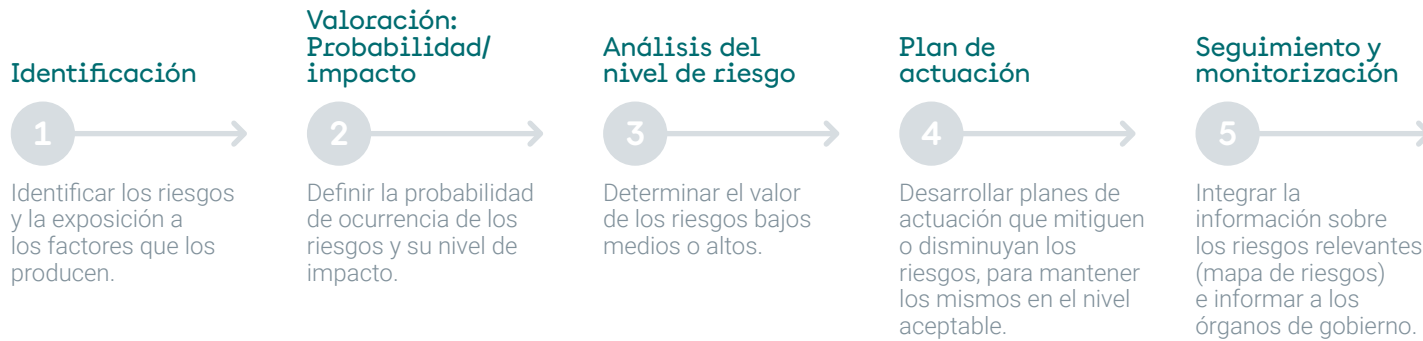 Identificación
1
Identificar los riesgos
y la exposición a
los factores que los
producen.
Valoración:
Probabilidad/
impacto
2
Definir la probabilidad
de ocurrencia de los
riesgos y su nivel de
impacto.
Análisis del
nivel de riesgo
3
Determinar el valor
de los riesgos bajos
medios o altos.
Plan de
actuación
4
Desarrollar planes de
actuación que mitiguen
o disminuyan los
riesgos, para mantener
los mismos en el nivel
aceptable.
Seguimiento y
monitorización
5
Integrar la
información sobre
los riesgos relevantes
(mapa de riesgos)
e informar a los
órganos de gobierno.